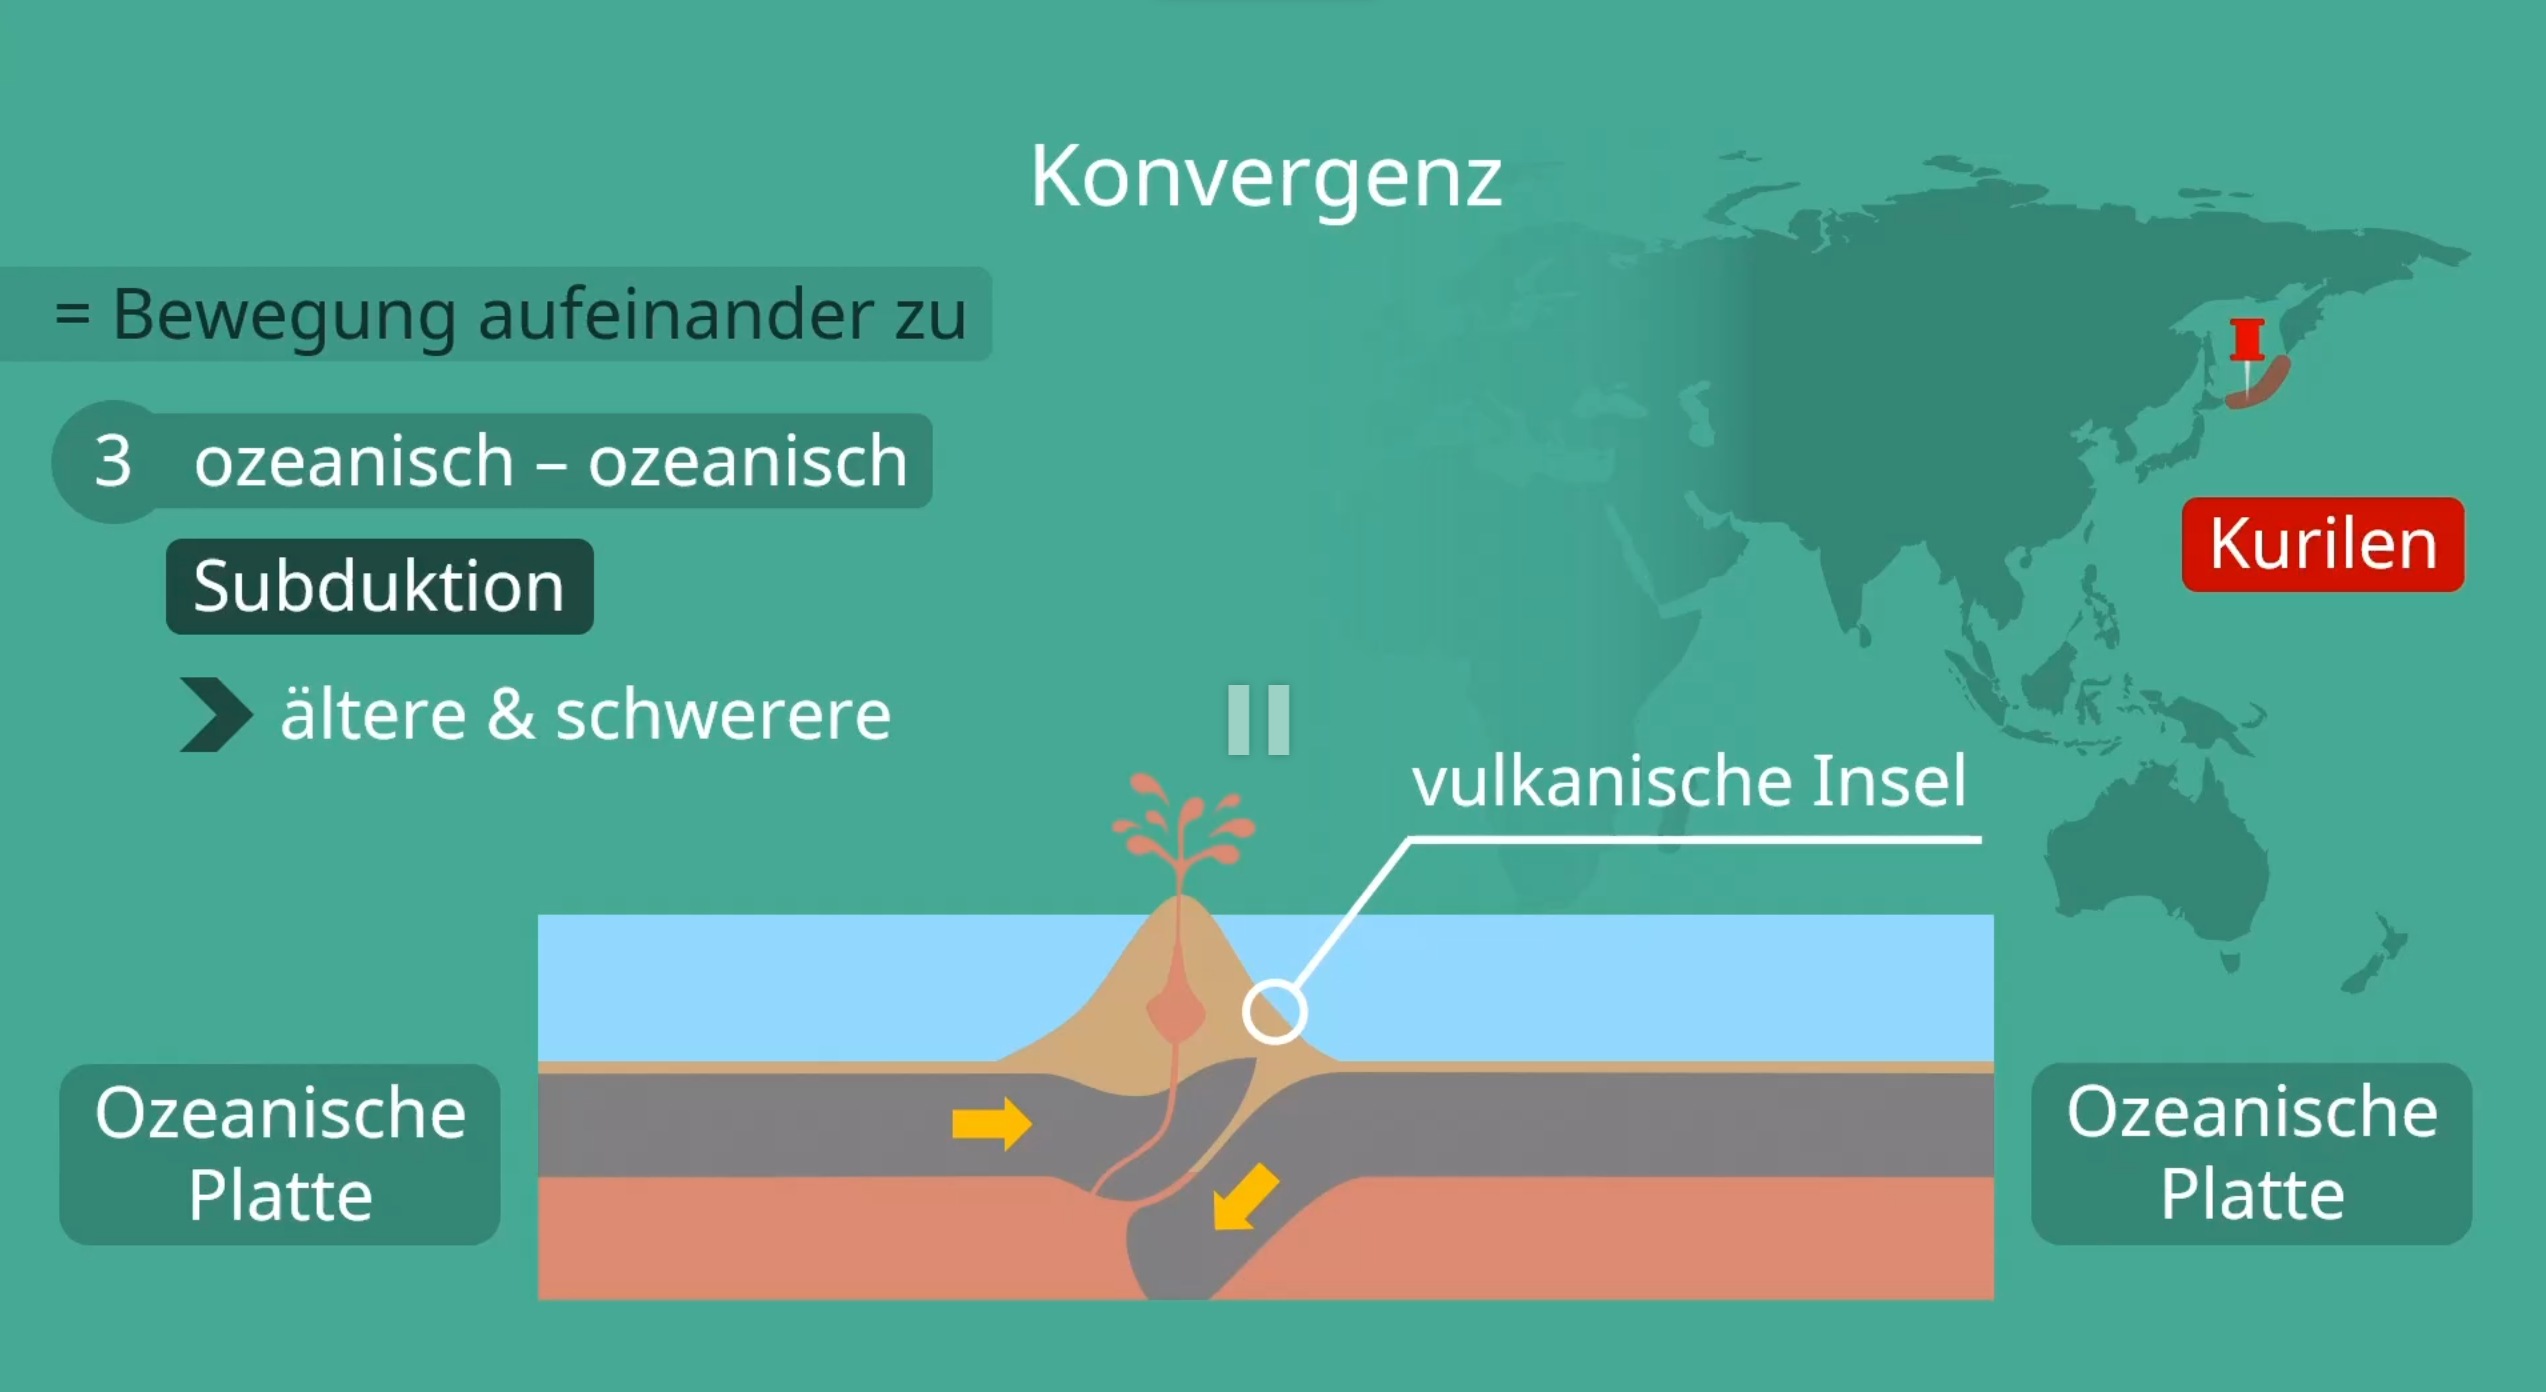 Konvergenz
= Bewegung aufeinander zu
3 ozeanisch – ozeanisch
Subduktion
ältere & schwerere
Kurilen
vulkanische Insel
Ozeanische
Platte
Ozeanische
Platte